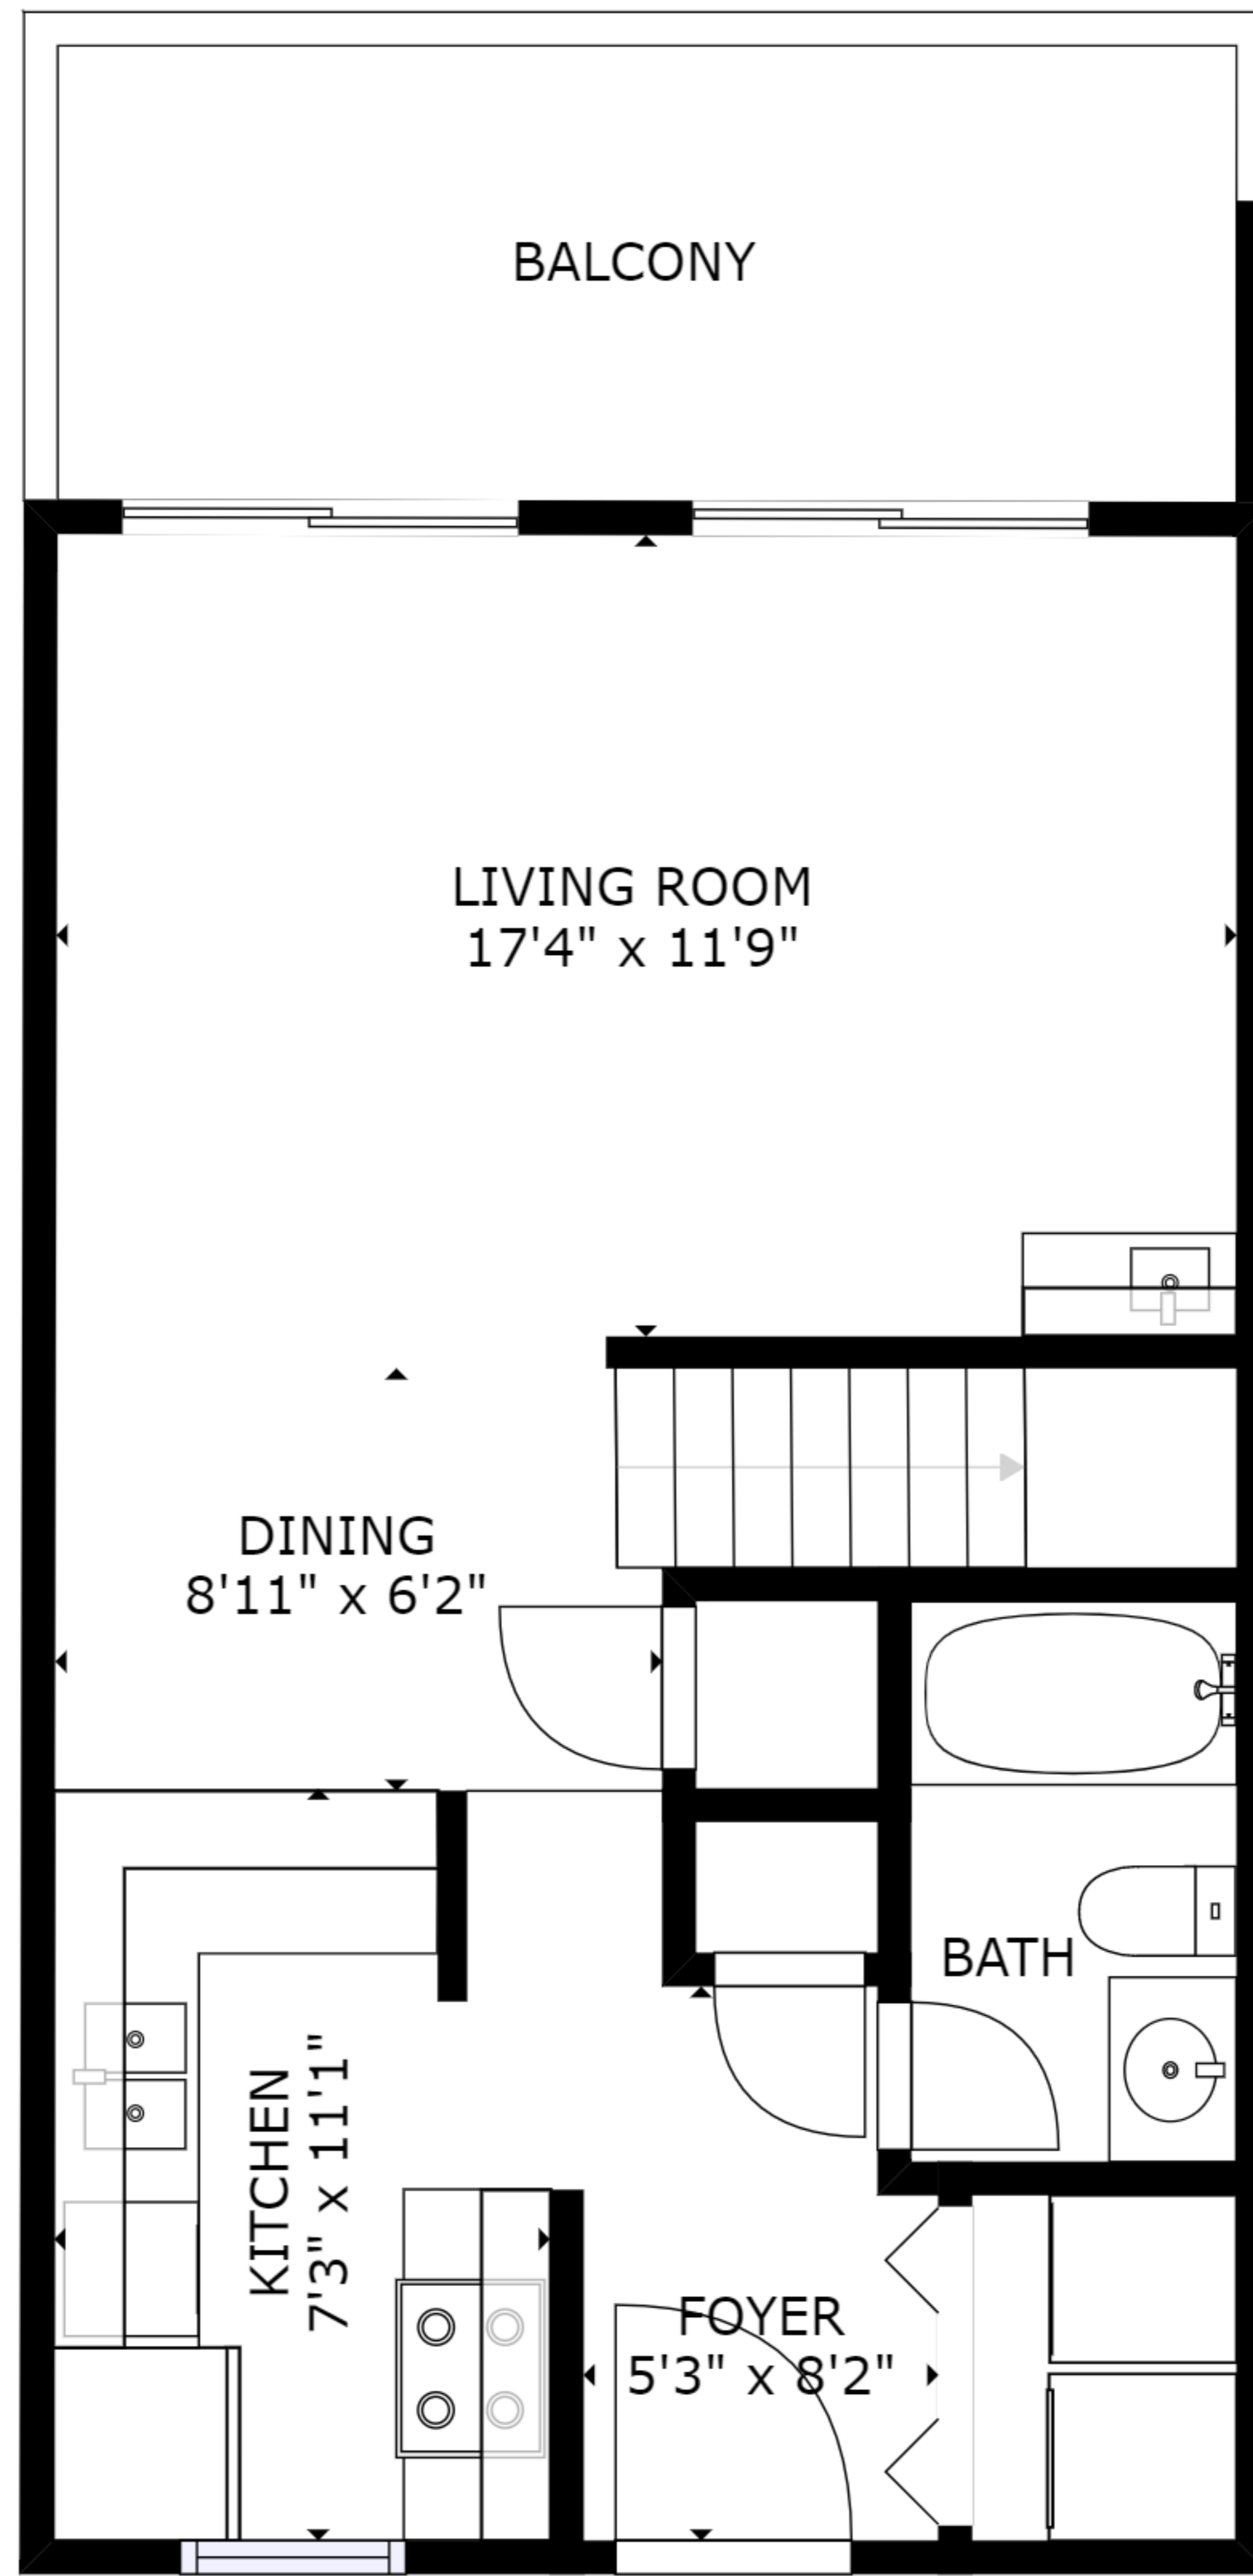 BALCONY
LIVING ROOM
17'4" x 11'9"
DINING
8'11" x 6'2"
BATH
KITCHEN
7'3" x 11'1"
FOYER
5'3" x 8'2"